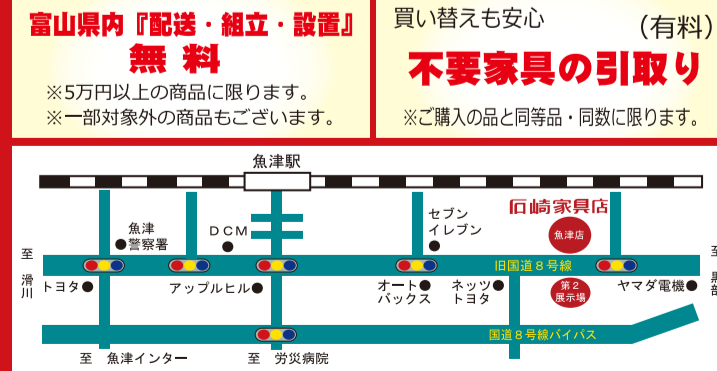 富山県内『配送・組立・設置』
無料
※5万円以上の商品に限ります。
※一部対象外の商品もございます。
買い替えも安心
(有料)
不要家具の引取り
※ご購入の品と同等品・同数に限ります。
魚津駅
石崎家具店
魚津店
魚津
警察署
DCM
セブン
イレブン
至 滑川
旧国道8号線
至 黒部
トヨタ
アップルヒル
オート
バックス
ネッツ
トヨタ
第2
展示場
ヤマダ電機
国道8号線バイパス
至 魚津インター
至 労災病院